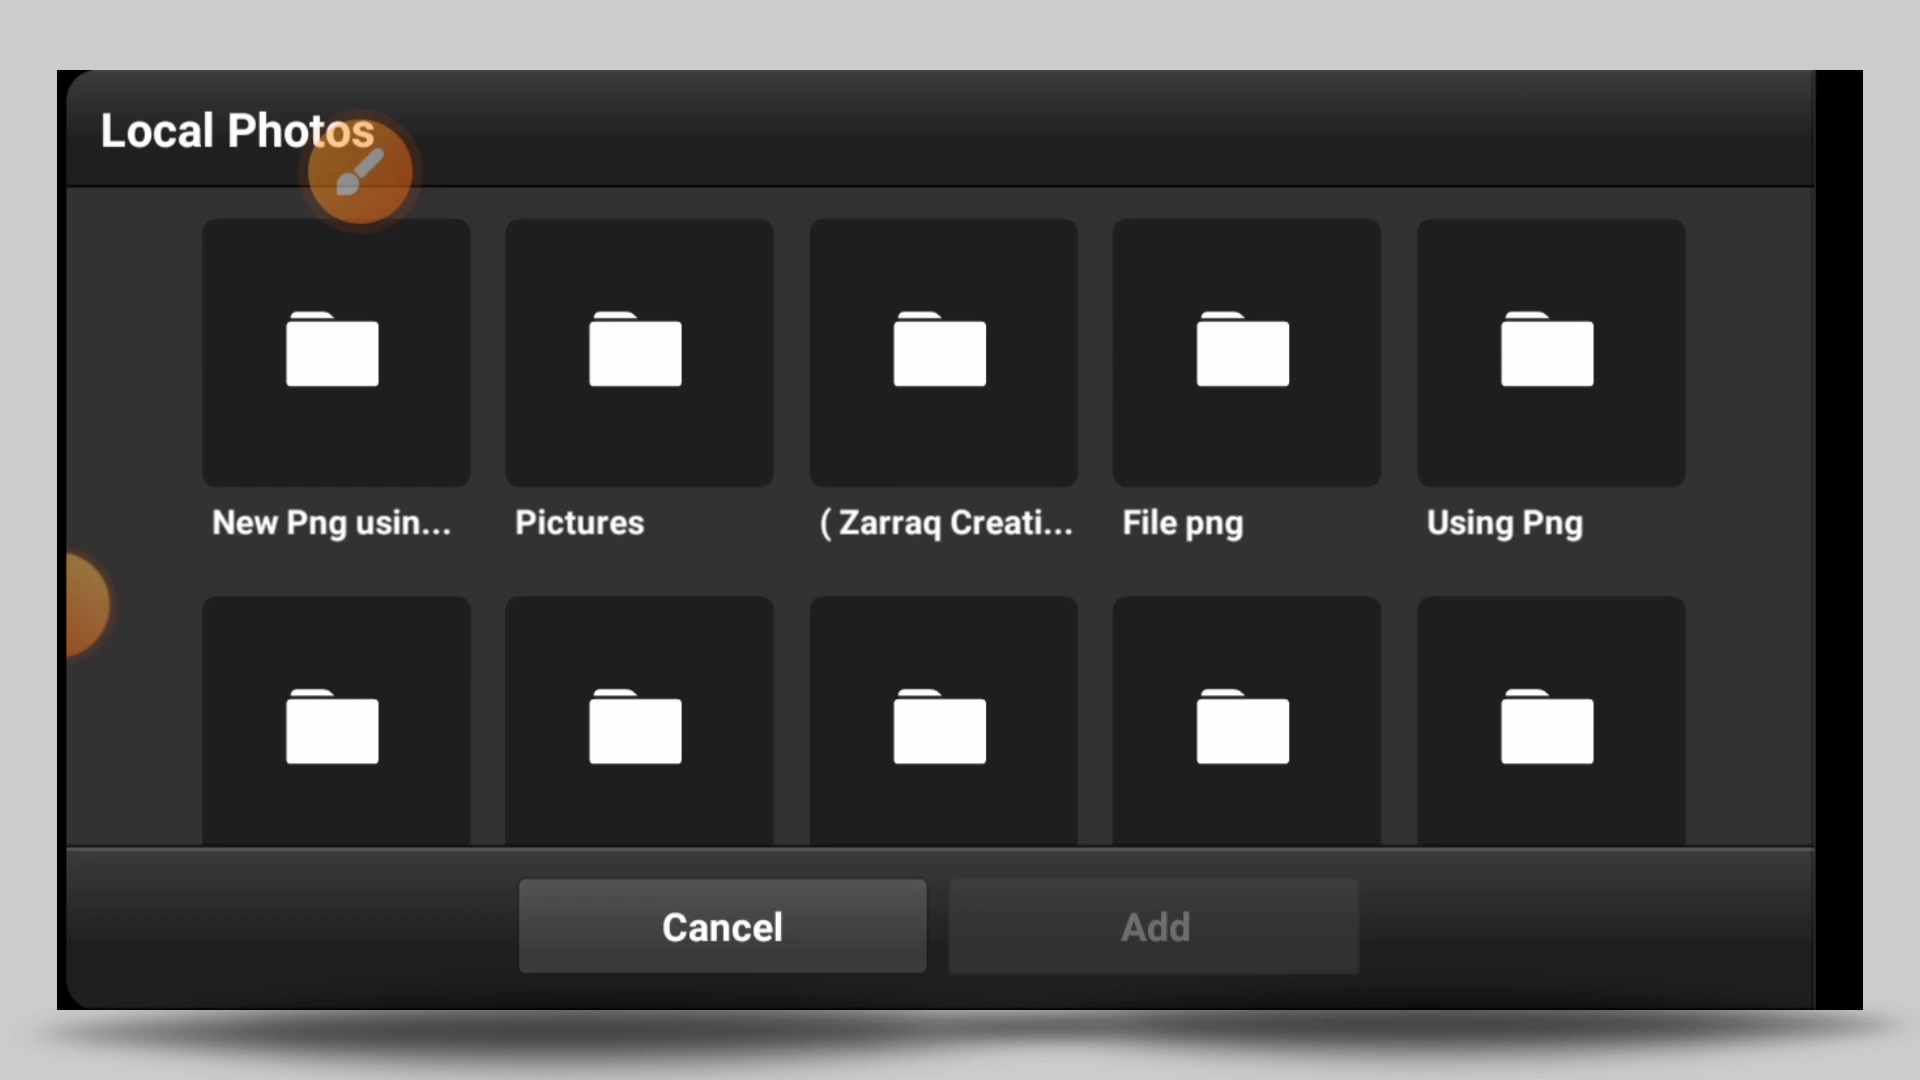 Local Photos
New Png usin...
Pictures
( Zarraq Creati...
File png
Using Png
Cancel
Add